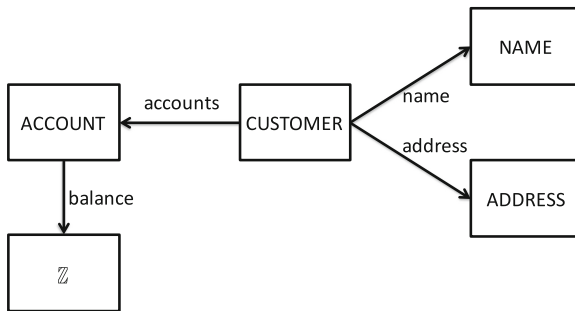 NAME
accounts
name
ACCOUNT
CUSTOMER
address
balance
ADDRESS
ℤ